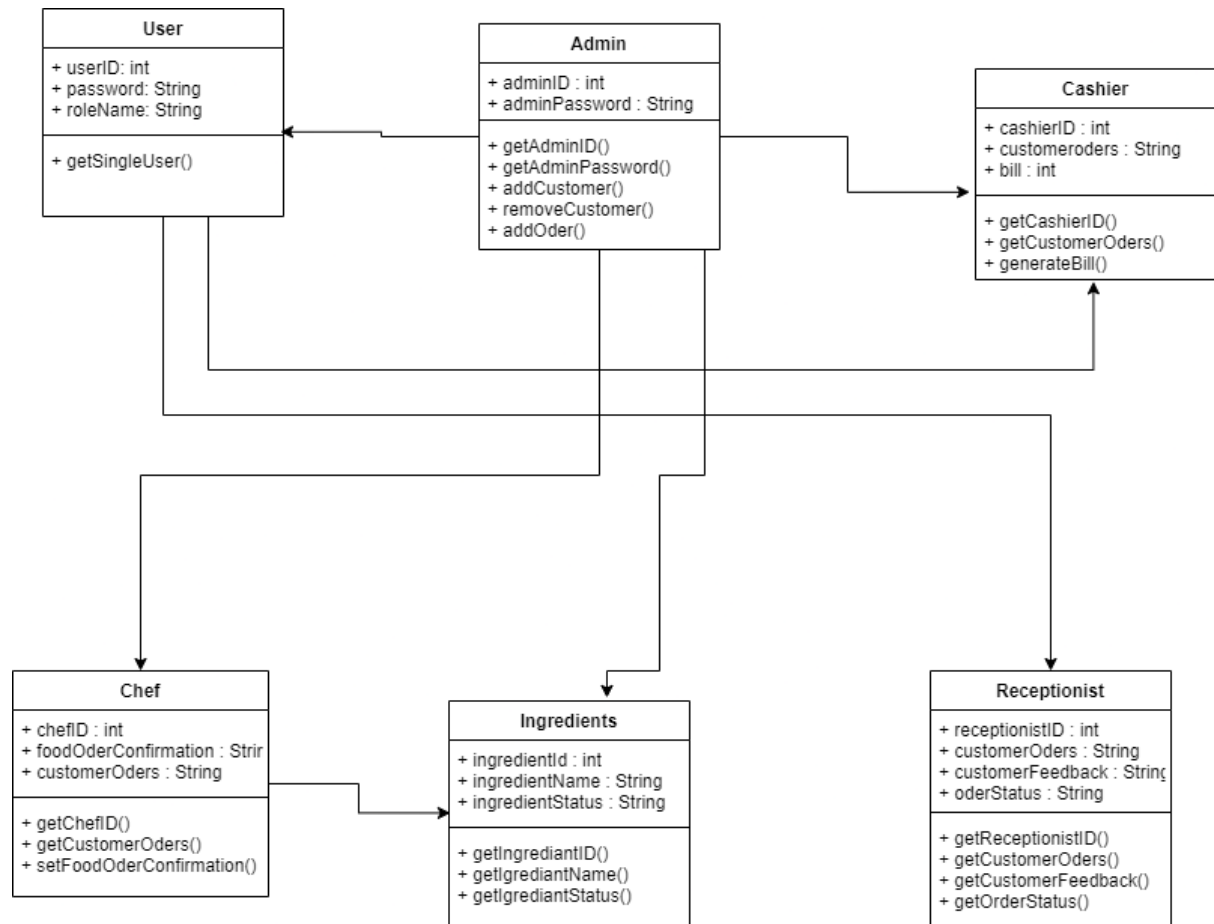 User
+ userID: int
+ password: String
+ roleName: String
+ getSingleUser()
Admin
+ adminID : int
+ adminPassword : String
+ getAdminID()
+ getAdminPassword()
+ addCustomer()
+ removeCustomer()
+ addOder()
Cashier
+ cashierID : int
+ customeroders : String
+ bill : int
+ getCashierID()
+ getCustomerOders()
+ generateBill()
Chef
+ chefID : int
+ foodOderConfirmation : Strir
+ customerOders : String
+ getChefID()
+ getCustomerOders()
+ setFoodOderConfirmation()
Ingredients
+ ingredientId : int
+ ingredientName : String
+ ingredientStatus : String
+ getIngrediantID()
+ getIgrediantName()
+ getIgrediantStatus()
Receptionist
+ receptionistID : int
+ customerOders : String
+ customerFeedback : String
+ oderStatus : String
+ getReceptionistID()
+ getCustomerOders()
+ getCustomerFeedback()
+ getOrderStatus()